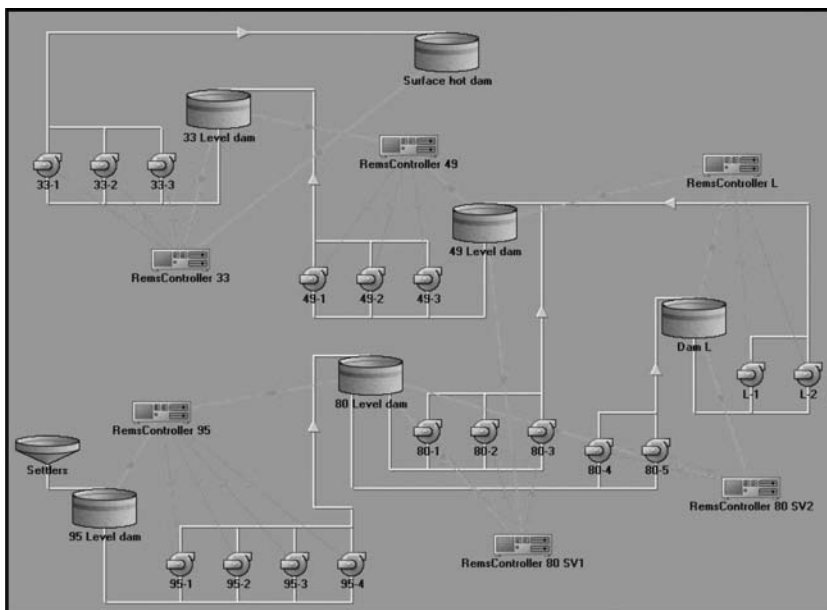 Surface hot dam
33 Level dam
RemsController 49
RemsController L
33-1 33-2 33-3
49 Level dam
RemsController 33
49-1 49-2 49-3
Dam L
L-1 L-2
80 Level dam
RemsController 95
80-1 80-2 80-3
80-4 80-5
Settlers
RemsController 80 SV2
95 Level dam
RemsController 80 SV1
95-1 95-2 95-3 95-4